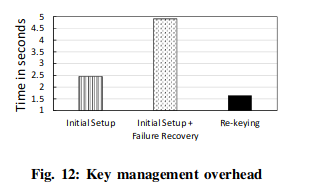 Time in seconds
5
4.5
4
3.5
3
2.5
2
1.5
1
Initial Setup
Initial Setup +
Failure Recovery
Re-keying
Fig. 12: Key management overhead